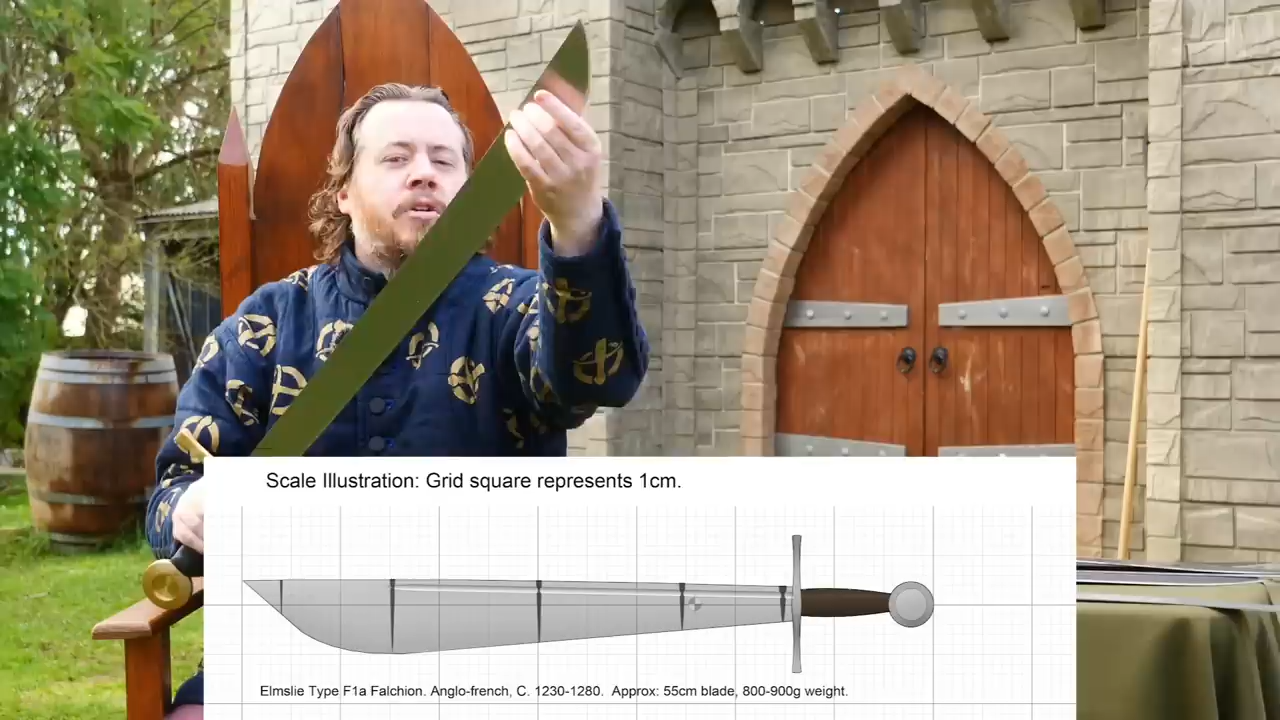 Scale Illustration: Grid square represents 1cm.
Elmslie Type F1a Falchion. Anglo-french, C. 1230-1280. Approx: 55cm blade, 800-900g weight.